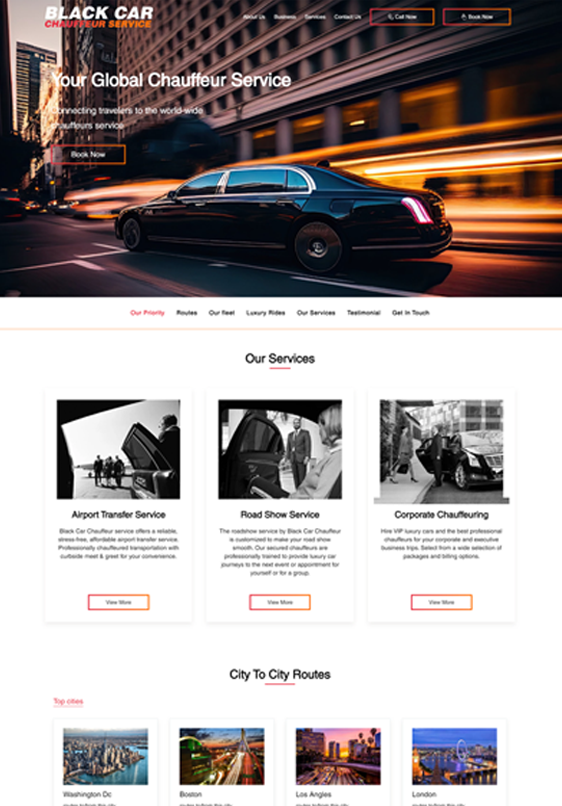 BLACK CAR
CHAUFFEUR SERVICE
About Us Business Services Contact Us Call Now Book Now
Your Global Chauffeur Service
Connecting travelers to the world-wide
chauffeurs service
Book Now
Our Priority Routes Our fleet Luxury Rides Our Services Testimonial Get In Touch
Our Services
Airport Transfer Service
Black Car Chauffeur service offers a reliable,
stress-free, affordable airport transfer service.
Professionally chauffeured transportation with
curbside meet & greet for your convenience.
View More
Road Show Service
The roadshow service by Black Car Chauffeur
is customized to make your road show
smooth. Our secured chauffeurs are
professionally trained to provide luxury car
journeys to the next event or appointment for
yourself or for a group.
View More
Corporate Chauffeuring
Hire VIP luxury cars and the best professional
chauffeurs for your corporate and executive
business trips. Select from a wide selection of
packages and billing options.
View More
City To City Routes
Top cities
Washington Dc
Boston
Los Angles
London